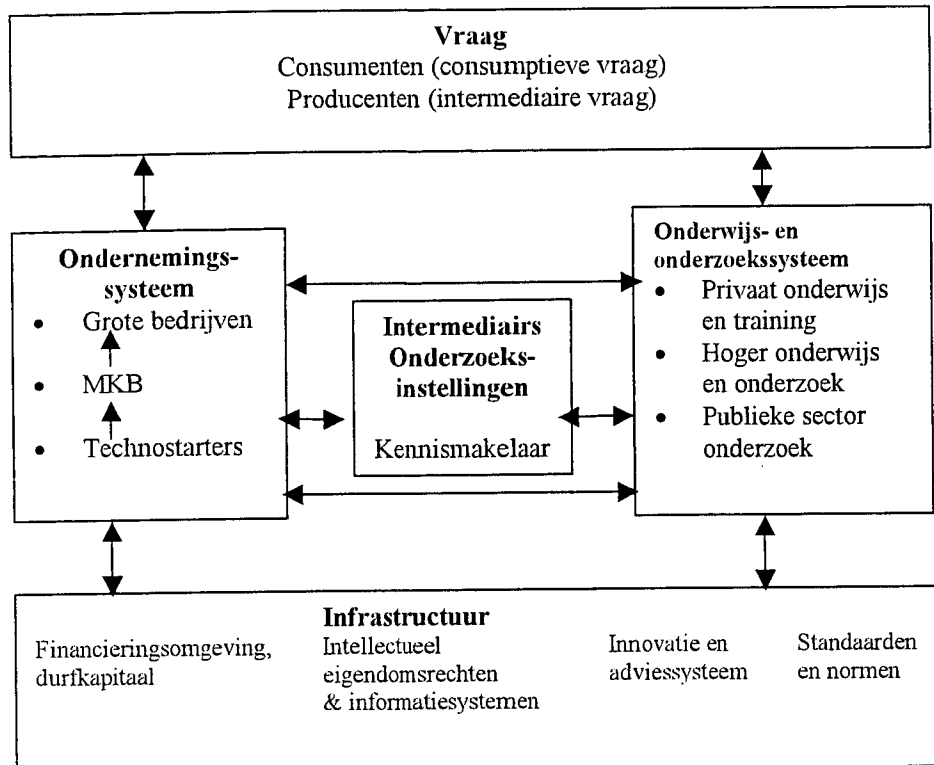 Vraag
Consumenten (consumptieve vraag)
Producenten (intermediaire vraag)
Ondernemings-
systeem
• Grote bedrijven
• MKB
• Technostarters
Intermediairs
Onderzoeks-
instellingen
Kennismakelaar
Onderwijs- en
onderzoekssysteem
• Privaat onderwijs
en training
• Hoger onderwijs
en onderzoek
• Publieke sector
onderzoek
Infrastructuur
Financieringsomgeving,
durfkapitaal
Intellectueel
eigendomsrechten
& informatiesystemen
Innovatie en
adviessysteem
Standaarden
en normen